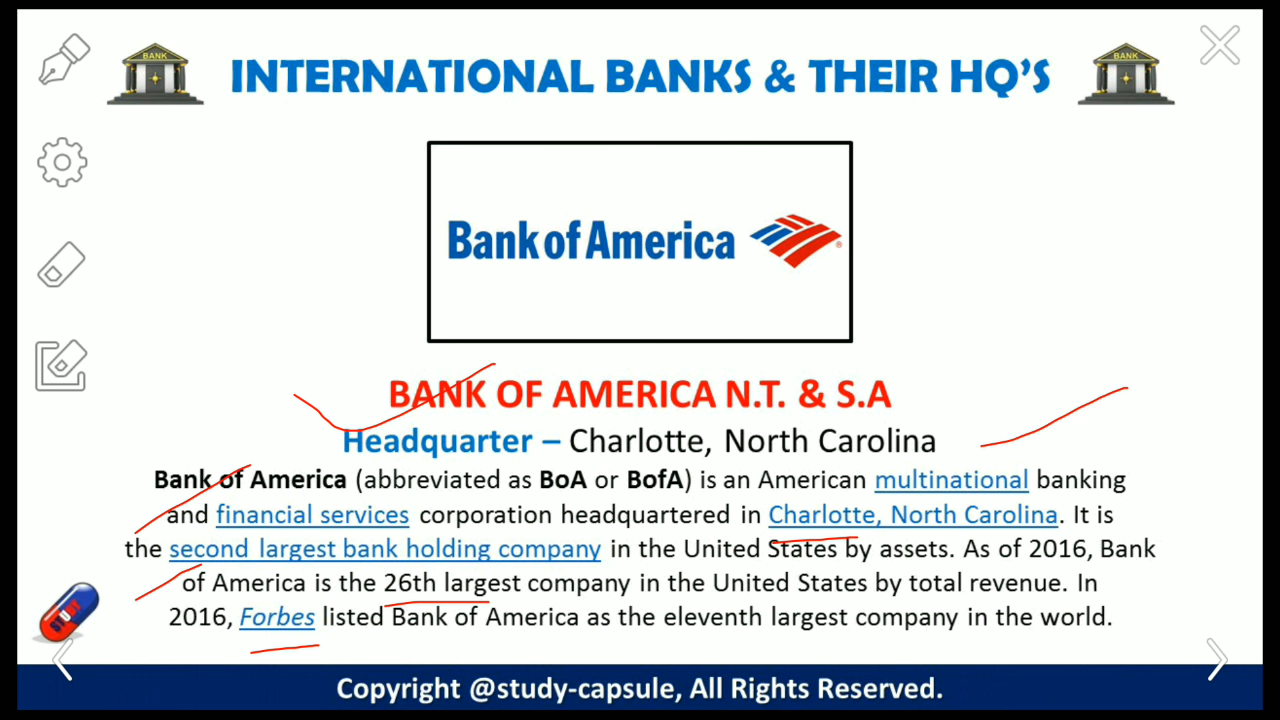 INTERNATIONAL BANKS & THEIR HQ'S
BANK
BANK
Bank of America
BANK OF AMERICA N.T. & S.A
Headquarter – Charlotte, North Carolina
Bank of America (abbreviated as BoA or BofA) is an American multinational banking
and financial services corporation headquartered in Charlotte, North Carolina. It is
the second largest bank holding company in the United States by assets. As of 2016, Bank
of America is the 26th largest company in the United States by total revenue. In
2016, Forbes listed Bank of America as the eleventh largest company in the world.
STUDY
Copyright @study-capsule, All Rights Reserved.